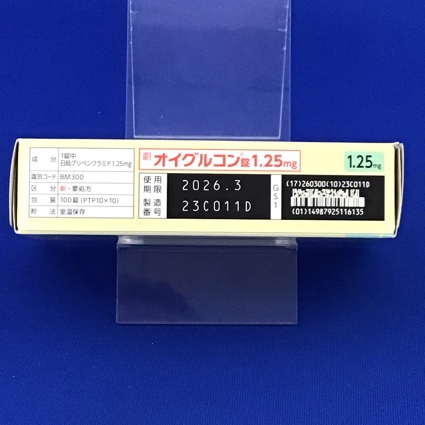 成 分 1錠中
日局グリベンクラミド1.25mg
識別コード BM300
区 分 劇・要処方
包 装 100錠(PTP10×10)
貯 法 室温保存
劇 オイグルコン錠1.25mg
1.25mg
使用
期限 2026.3
製造
番号 23C011D
GS1
(17)260300(10)23C011D
(01)14987925116135